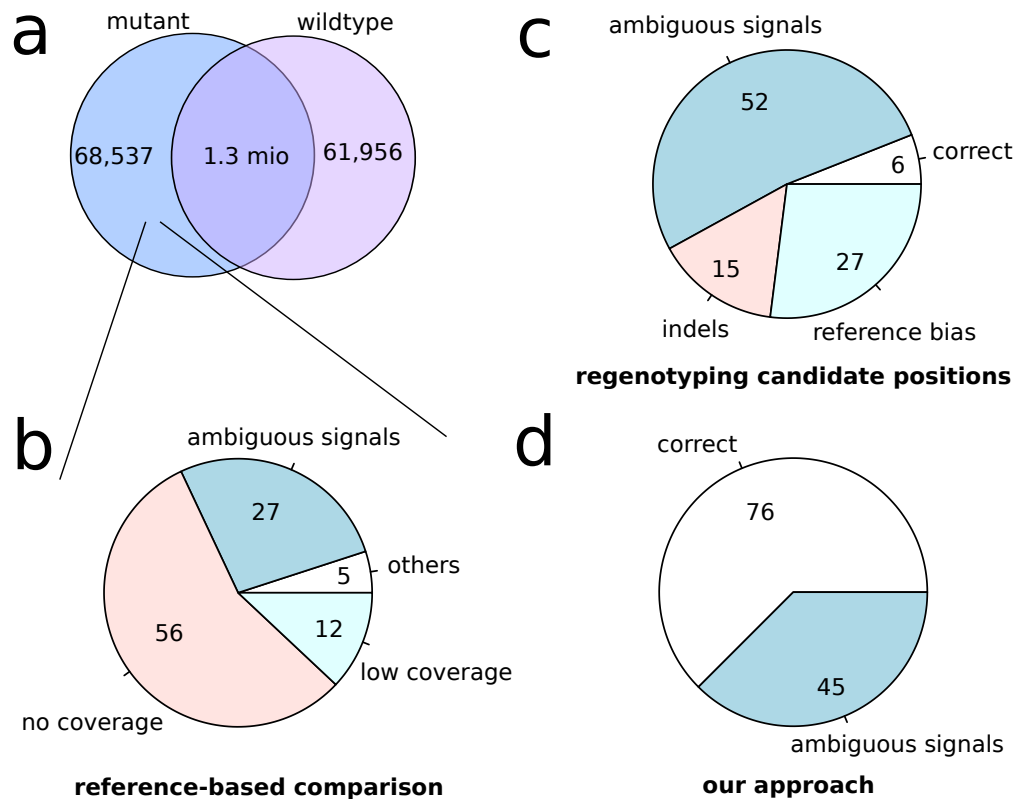 a
mutant
wildtype
68,537
1.3 mio
61,956
b
ambiguous signals
27
others
5
12
low coverage
56
no coverage
reference-based comparison
c
ambiguous signals
52
correct
6
15
27
indels
reference bias
regenotyping candidate positions
d
correct
76
45
ambiguous signals
our approach